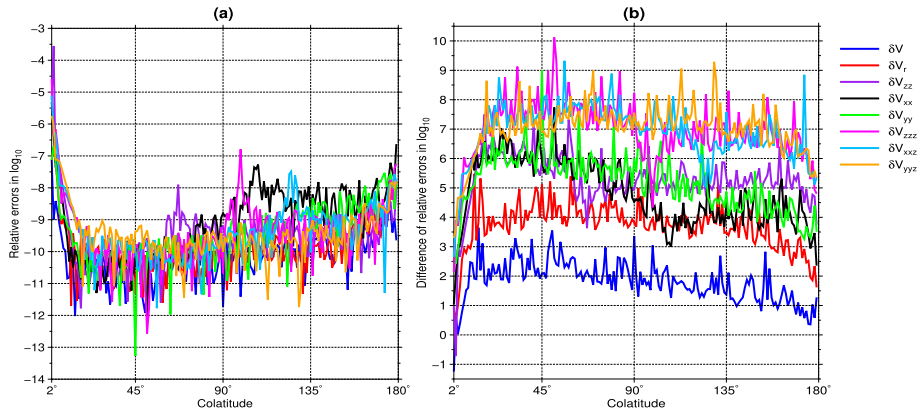 (a)
Relative errors in log10
-3
-4
-5
-6
-7
-8
-9
-10
-11
-12
-13
-14
2° 45° 90° 135° 180°
Colatitude
(b)
Difference of relative errors in log10
10
9
8
7
6
5
4
3
2
1
0
-1
2° 45° 90° 135° 180°
Colatitude
δV
δVr
δVzz
δVxx
δVyy
δVzzz
δVxxz
δVyyz